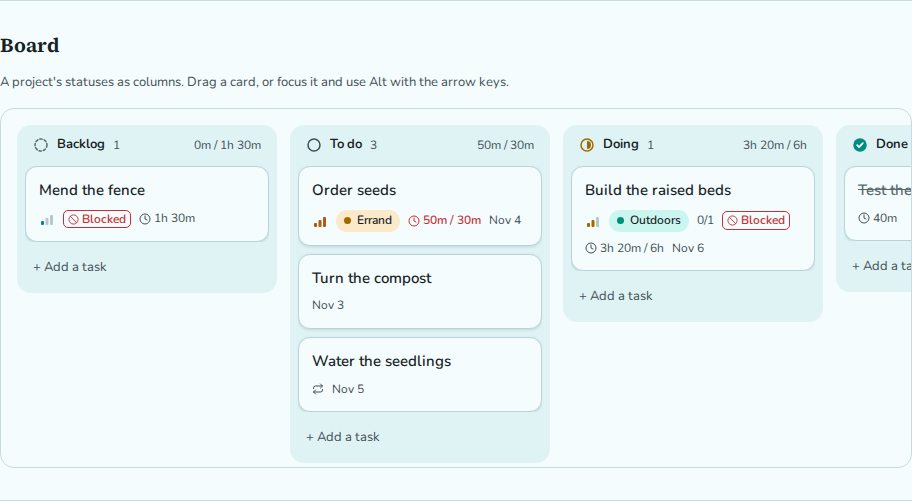 Board
A project's statuses as columns. Drag a card, or focus it and use Alt with the arrow keys.
Backlog 1 0m / 1h 30m
Mend the fence
Blocked 1h 30m
+ Add a task
To do 3 50m / 30m
Order seeds
Errand 50m / 30m Nov 4
Turn the compost
Nov 3
Water the seedlings
Nov 5
+ Add a task
Doing 1 3h 20m / 6h
Build the raised beds
Outdoors 0/1 Blocked
3h 20m / 6h Nov 6
+ Add a task
Done
Test the
40m
+ Add a ta